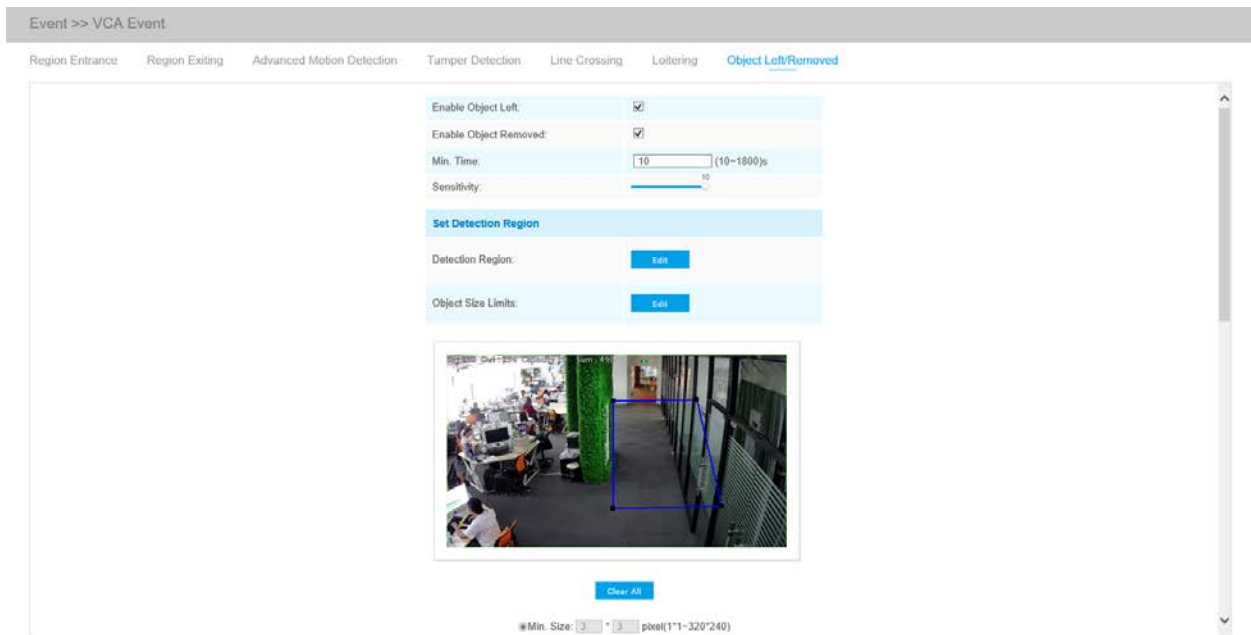 Event >> VCA Event
Region Entrance Region Exiting Advanced Motion Detection Tamper Detection Line Crossing Loitering Object Left/Removed
Enable Object Left:
Enable Object Removed:
Min. Time: 10 (10~1800)s
10
Sensitivity:
Set Detection Region
Detection Region: Edit
Object Size Limits: Edit
Clear All
Min. Size: 3 * 3 pixel(1*1~320*240)